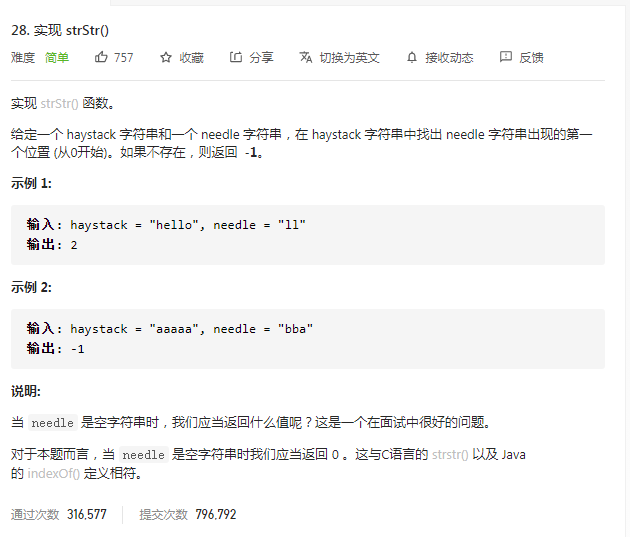 28. 实现 strStr()
难度 简单 757 收藏 分享 切换为英文 接收动态 反馈
实现 strStr() 函数。
给定一个 haystack 字符串和一个 needle 字符串，在 haystack 字符串中找出 needle 字符串出现的第一
个位置 (从0开始)。如果不存在，则返回 -1。
示例 1:
输入: haystack = "hello", needle = "ll"
输出: 2
示例 2:
输入: haystack = "aaaaa", needle = "bba"
输出: -1
说明:
当 needle 是空字符串时，我们应当返回什么值呢？这是一个在面试中很好的问题。
对于本题而言，当 needle 是空字符串时我们应当返回 0 。这与C语言的 strstr() 以及 Java
的 indexOf() 定义相符。
通过次数 316,577 提交次数 796,792